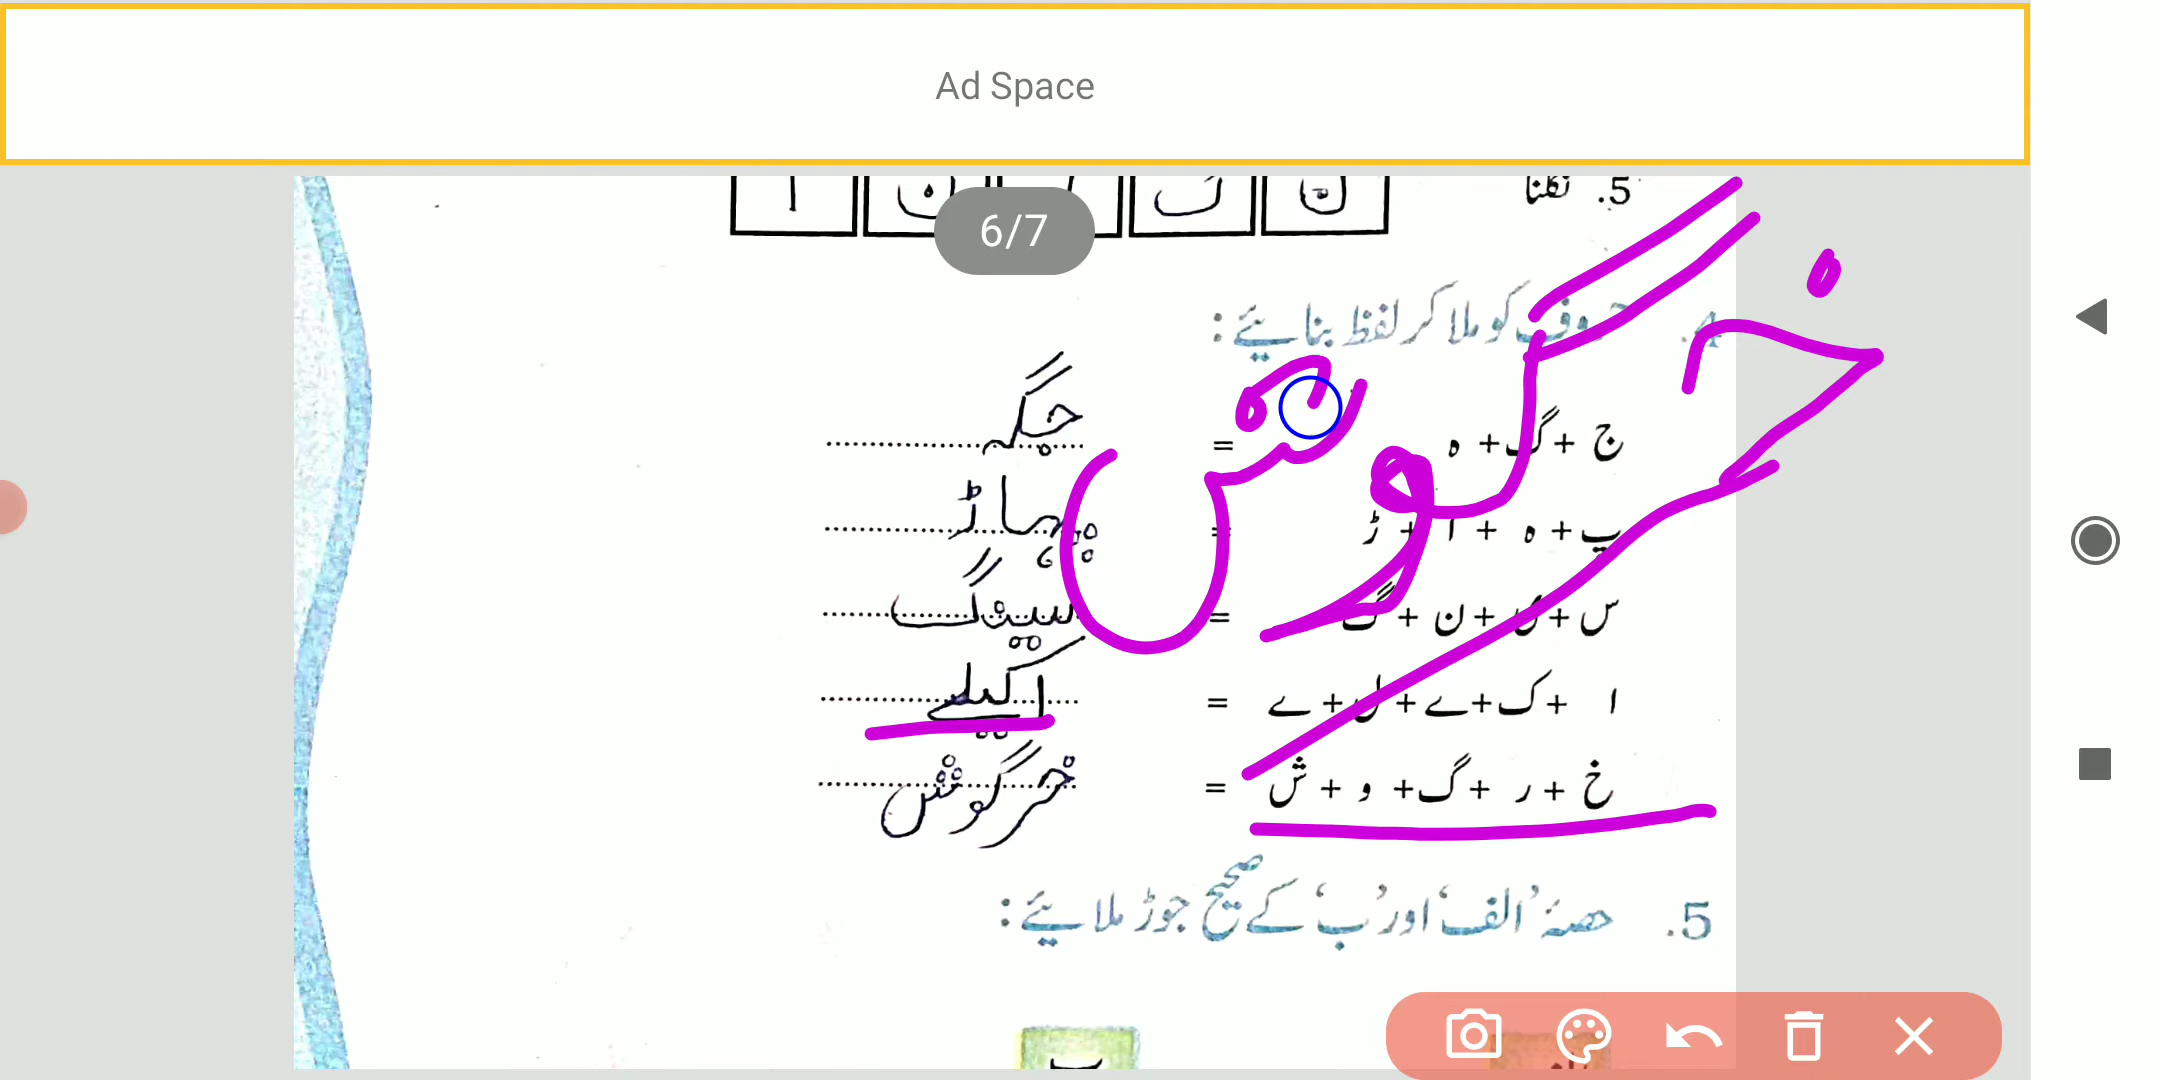 Ad Space
5. نکلنا
ن ک ن ا
6/7
4. حروف کو ملا کر لفظ بنایئے :
ج + گ + ہ = جگہ
پ + ہ + ا + ڑ = پہاڑ
س + ی + ن + گ = سینگ
ا + ک + ے + ل + ے = اکیلے
خ + ر + گ + و + ش = خرگوش
خرگوش
5. حصۂ ’الف‘ اور ’ب‘ کے صحیح جوڑ ملایئے :